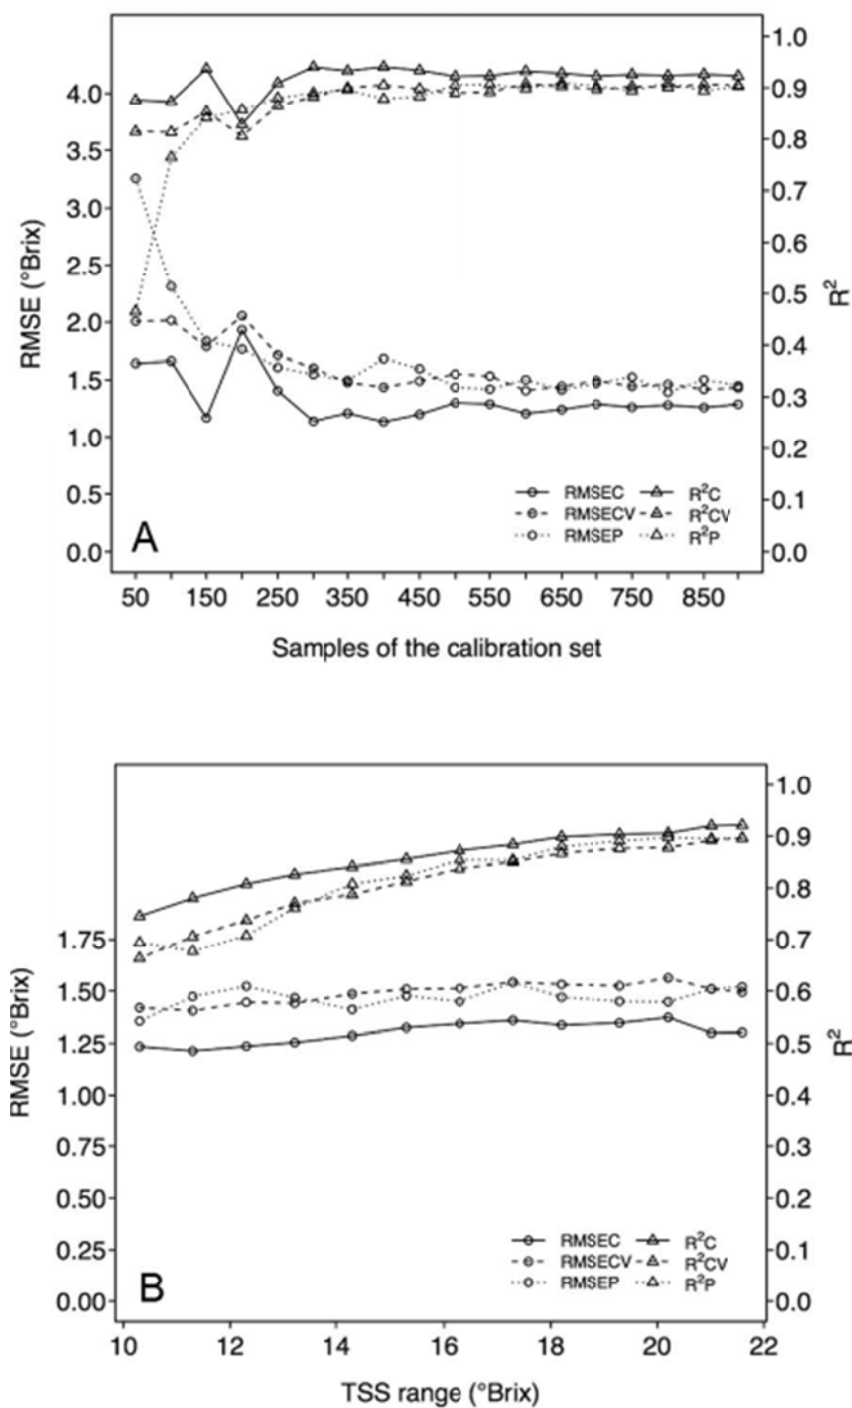 1.0
4.0
0.9
3.5
0.8
3.0
0.7
2.5
0.6
RMSE (°Brix)
R²
2.0
0.5
1.5
0.4
1.0
0.3
0.5
0.2
0.0
0.1
0.0
RMSEC R²C
RMSECV R²CV
RMSEP R²P
A
50 150 250 350 450 550 650 750 850
Samples of the calibration set
1.0
0.9
0.8
1.75
0.7
1.50
0.6
RMSE (°Brix)
R²
1.25
0.5
1.00
0.4
0.75
0.3
0.50
0.2
0.25
0.1
0.00
0.0
RMSEC R²C
RMSECV R²CV
RMSEP R²P
B
10 12 14 16 18 20 22
TSS range (°Brix)